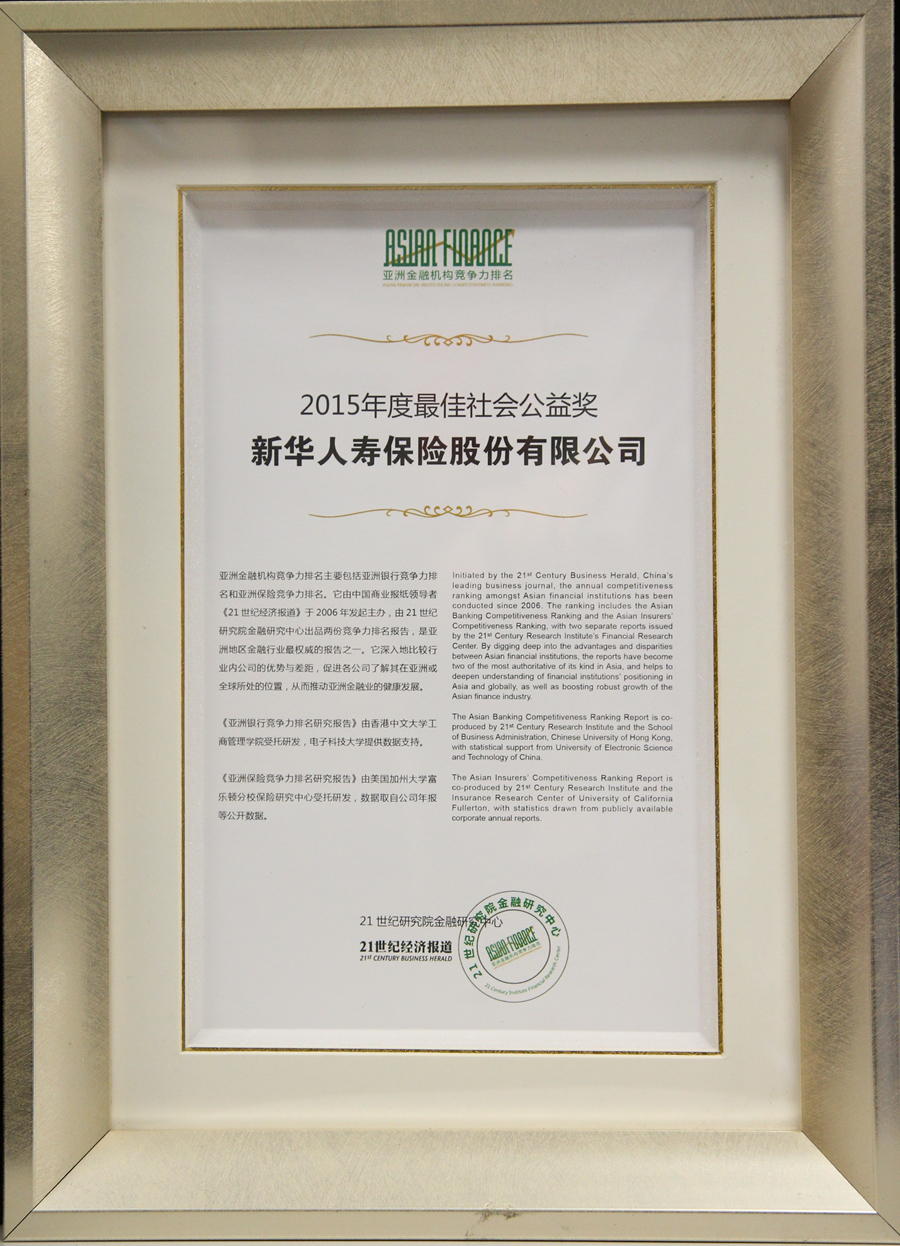 ASIAN FINANCE
亚洲金融机构竞争力排名
2015年度最佳社会公益奖
新华人寿保险股份有限公司
亚洲金融机构竞争力排名主要包括亚洲银行竞争力排
名和亚洲保险竞争力排名。它由中国商业报纸领导者
《21世纪经济报道》于2006年发起主办，由21世纪
研究院金融研究中心出品两份竞争力排名报告，是亚
洲地区金融行业最权威的报告之一。它深入地比较行
业内公司的优势与差距，促进各公司了解其在亚洲或
全球所处的位置，从而推动亚洲金融业的健康发展。
《亚洲银行竞争力排名研究报告》由香港中文大学工
商管理学院受托研发，电子科技大学提供数据支持。
《亚洲保险竞争力排名研究报告》由美国加州大学富
乐顿分校保险研究中心受托研发，数据取自公司年报
等公开数据。
Initiated by the 21st Century Business Herald, China's
leading business journal, the annual competitiveness
ranking amongst Asian financial institutions has been
conducted since 2006. The ranking includes the Asian
Banking Competitiveness Ranking and the Asian Insurers'
Competitiveness Ranking, with two separate reports issued
by the 21st Century Research Institute's Financial Research
Center. By digging deep into the advantages and disparities
between Asian financial institutions, the reports have become
two of the most authoritative of its kind in Asia, and helps to
deepen understanding of financial institutions' positioning in
Asia and globally, as well as boosting robust growth of the
Asian finance industry.
The Asian Banking Competitiveness Ranking Report is co-
produced by 21st Century Research Institute and the School
of Business Administration, Chinese University of Hong Kong,
with statistical support from University of Electronic Science
and Technology of China.
The Asian Insurers' Competitiveness Ranking Report is
co-produced by 21st Century Research Institute and the
Insurance Research Center of University of California
Fullerton, with statistics drawn from publicly available
corporate annual reports.
21世纪研究院金融研究中心
21世纪经济报道
21st CENTURY BUSINESS HERALD
21世纪研究院金融研究中心
ASIAN FINANCE
亚洲金融机构竞争力排名
21 Century Institute Financial Research Center